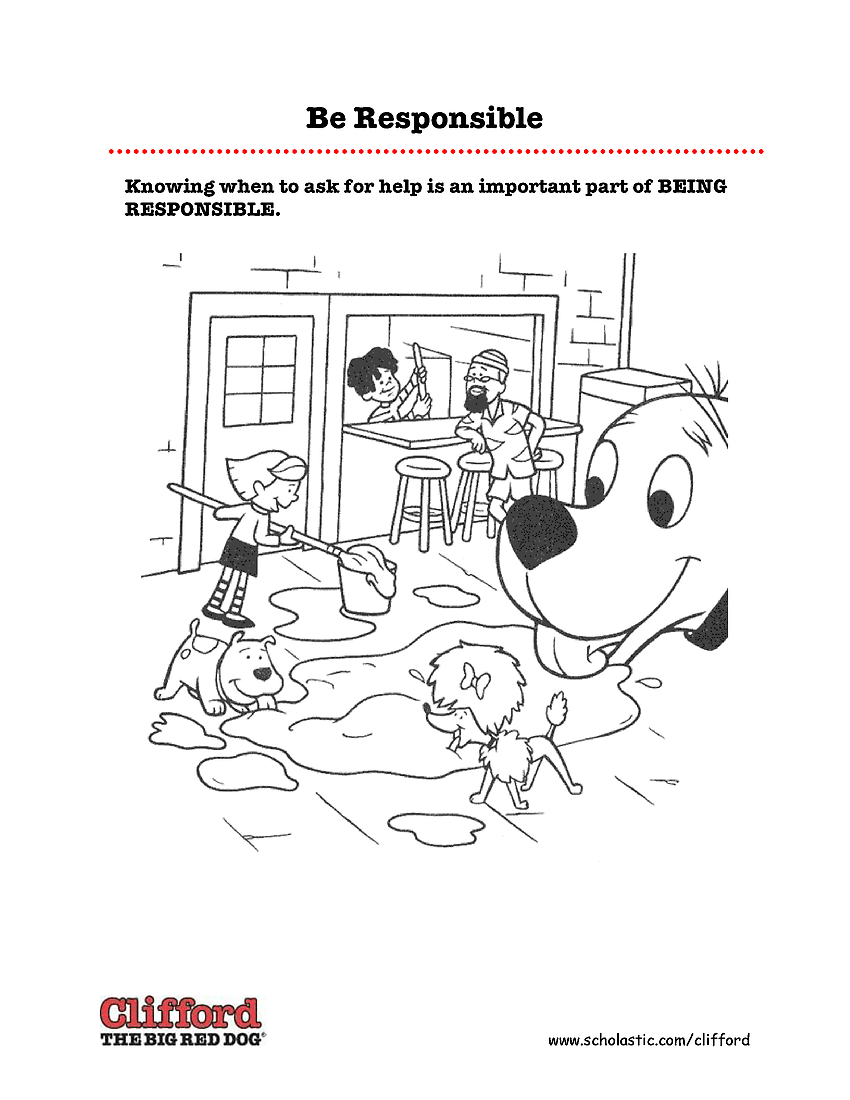 Be Responsible
Knowing when to ask for help is an important part of BEING
RESPONSIBLE.
Clifford
THE BIG RED DOG®
www.scholastic.com/clifford